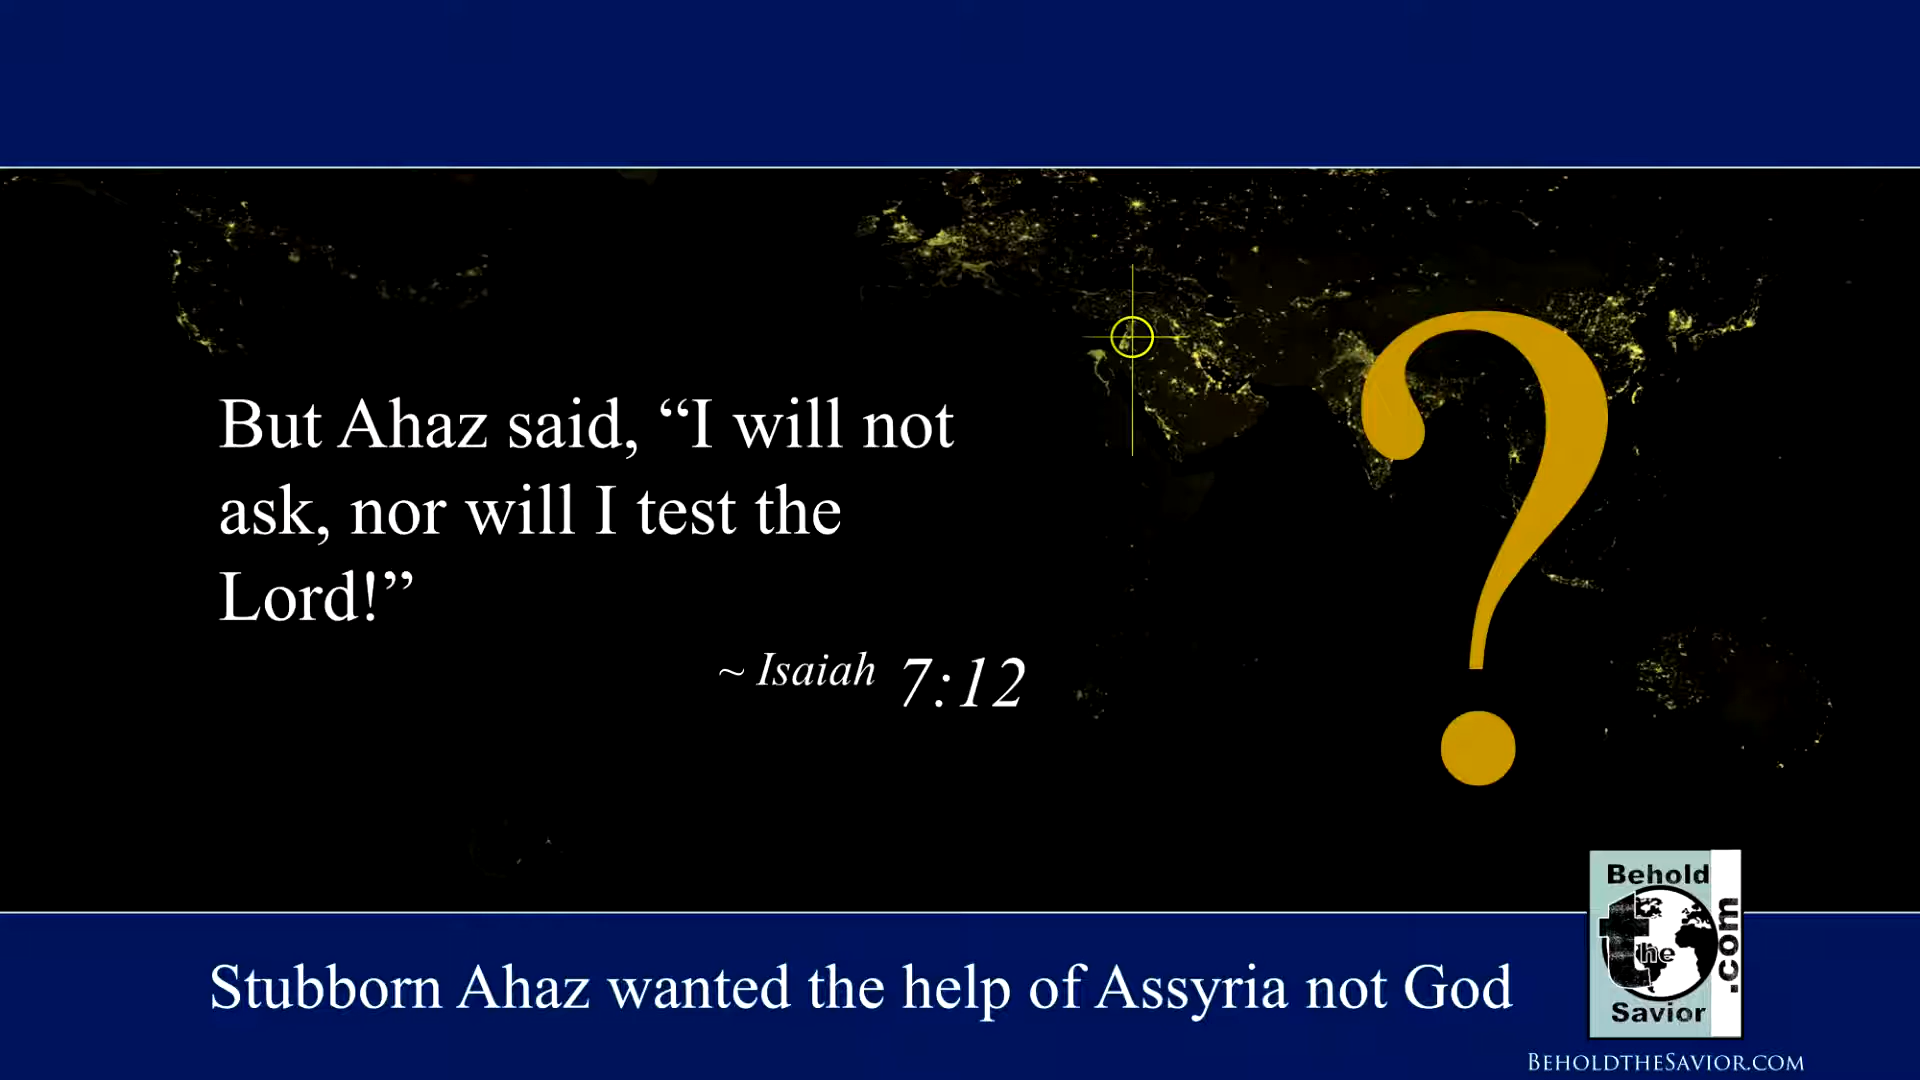 But Ahaz said, “I will not
ask, nor will I test the
Lord!”
~ Isaiah 7:12
?
Stubborn Ahaz wanted the help of Assyria not God
Behold
the
Savior
.com
BEHOLDTHESAVIOR.COM